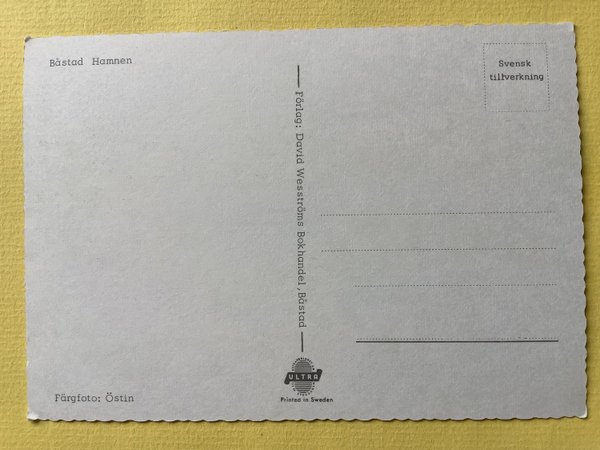 Båstad Hamnen
Svensk
tillverkning
Förlag: David Wesströms Bokhandel, Båstad
ULTRA
Printed in Sweden
Färgfoto: Östin